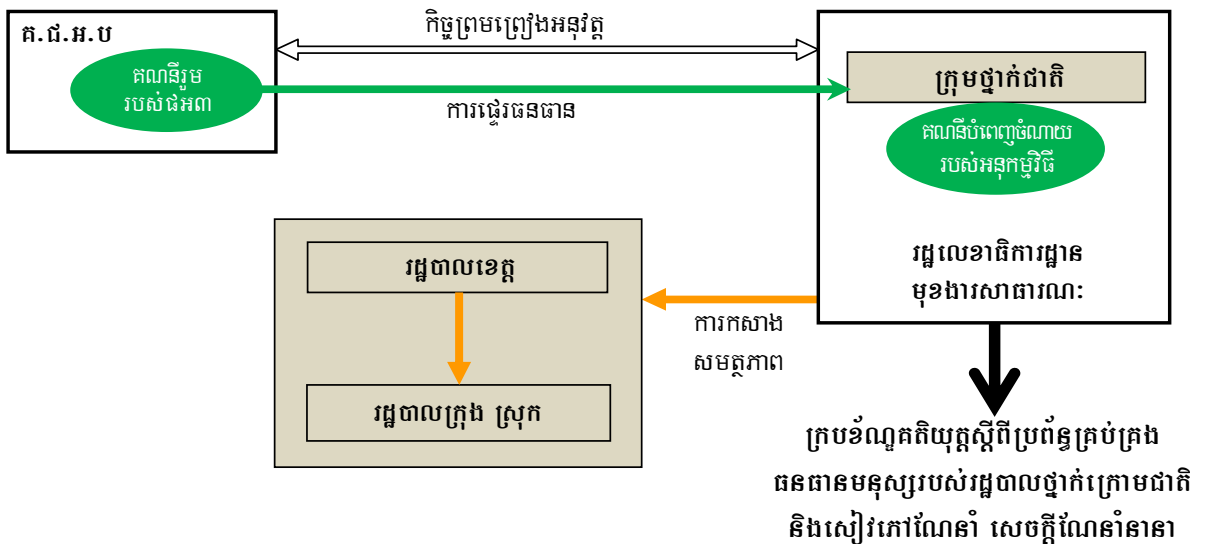 គ.ជ.អ.ប
កិច្ចព្រមព្រៀងអនុវត្ត
គណនីរួម
របស់ផអ៣
ការផ្ទេរធនធាន
ក្រុមថ្នាក់ជាតិ
គណនីបំពេញចំណាយ
របស់អនុកម្មវិធី
រដ្ឋលេខាធិការដ្ឋាន
មុខងារសាធារណៈ
រដ្ឋបាលខេត្ត
ការកសាង
សមត្ថភាព
រដ្ឋបាលក្រុង ស្រុក
ក្របខ័ណ្ឌគតិយុត្តស្តីពីប្រព័ន្ធគ្រប់គ្រង
ធនធានមនុស្សរបស់រដ្ឋបាលថ្នាក់ក្រោមជាតិ
និងសៀវភៅណែនាំ សេចក្តីណែនាំនានា